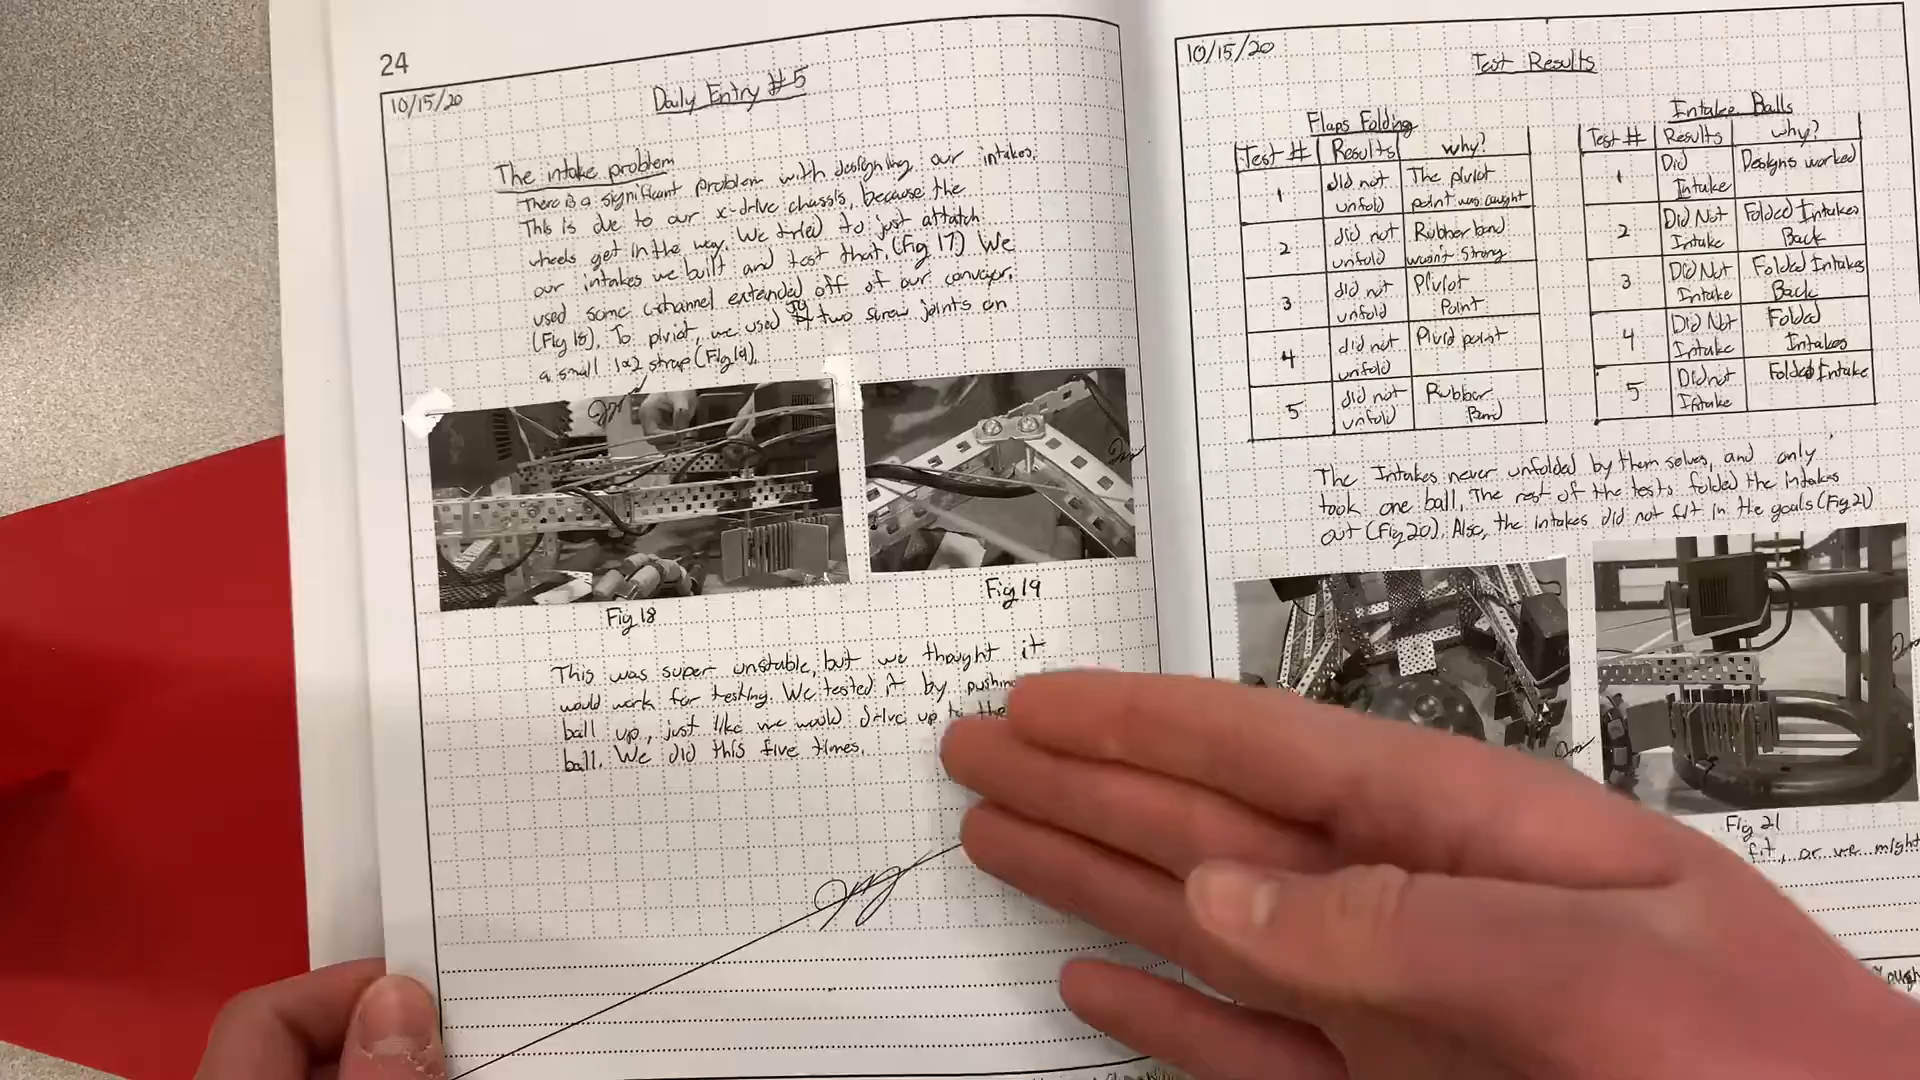 24
10/15/20
Daily Entry #5
The intake problem
There is a significant problem with designing our intakes.
This is due to our x-drive chassis, because the
wheels get in the way. We tried to just attatch
our intakes we built and test that. (Fig 17) We
used some c-channel extended off of our conveyor.
(Fig 18). To piviot, we used two screw joints on
a small 1x2 strap (Fig 19).
Fig 18
Fig 19
This was super unstable, but we thought it
would work for testing. We tested it by pushing
ball up, just like we would drive up to the
ball. We did this five times.
10/15/20
Test Results
Flaps Folding
Test # Results why?
1 did not unfold The piviot point was caught
2 did not unfold Rubber band wasn't strong
3 did not unfold Piviot Point
4 did not unfold Pivid point
5 did not unfold Rubber Band
Intake Balls
Test # Results why?
1 Did Intake Designs worked
2 Did Not Intake Folded Intakes Back
3 Did Not Intake Folded Intakes Back
4 Did Not Intake Folded Intakes
5 Did not Intake Folded Intake
The Intakes never unfolded by them selves, and only
took one ball. The rest of the tests folded the intakes
out (Fig 20). Also, the intakes did not fit in the goals (Fig 21)
Fig 21
fit, or we might